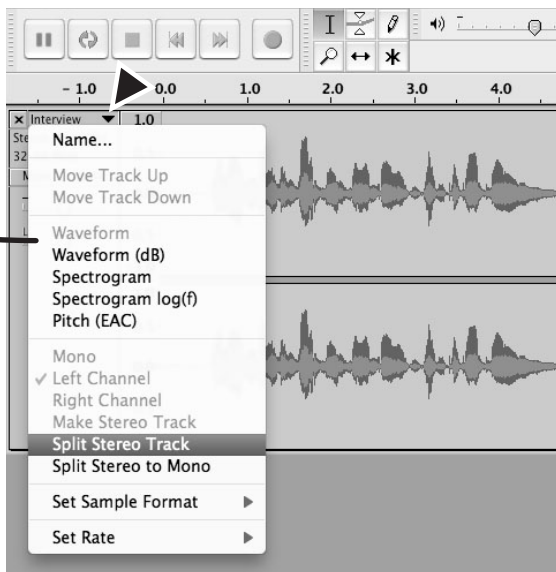 - 1.0 0.0 1.0 2.0 3.0 4.0
Interview 1.0
Ste
32
Name...
Move Track Up
Move Track Down
Waveform
Waveform (dB)
Spectrogram
Spectrogram log(f)
Pitch (EAC)
Mono
✓ Left Channel
Right Channel
Make Stereo Track
Split Stereo Track
Split Stereo to Mono
Set Sample Format
Set Rate